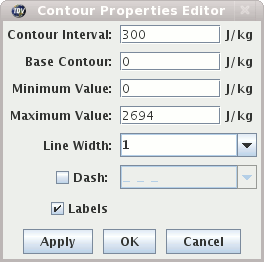 IDV Contour Properties Editor
Contour Interval: 300 J/kg
Base Contour: 0 J/kg
Minimum Value: 0 J/kg
Maximum Value: 2694 J/kg
Line Width: 1
Dash: _ _ _
Labels
Apply OK Cancel